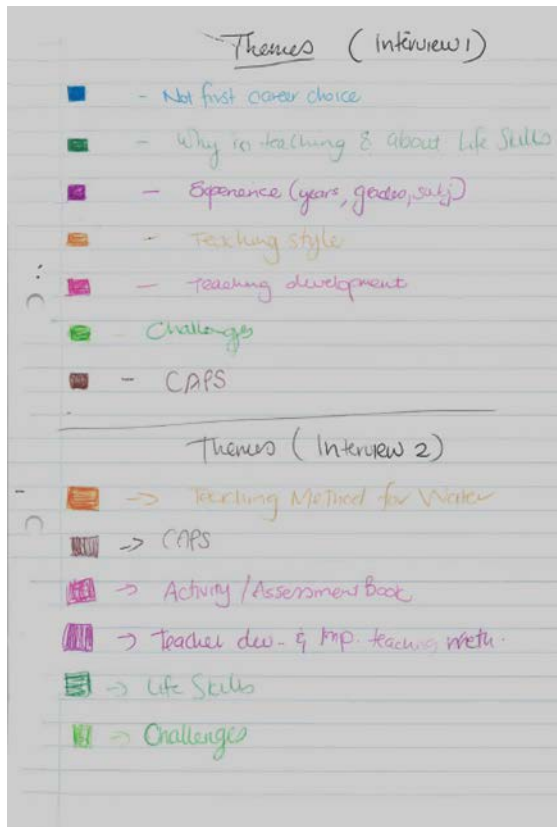 Themes (Interview 1)
- Not first career choice
- Why in teaching & about Life Skills
- Experience (years, grades, subj)
- Teaching style
- Teaching development
- Challenges
- CAPS
Themes (Interview 2)
-> Teaching Method for Water
-> CAPS
-> Activity / Assessment Book
-> Teacher dev. & Imp. teaching meth.
-> Life Skills
-> Challenges